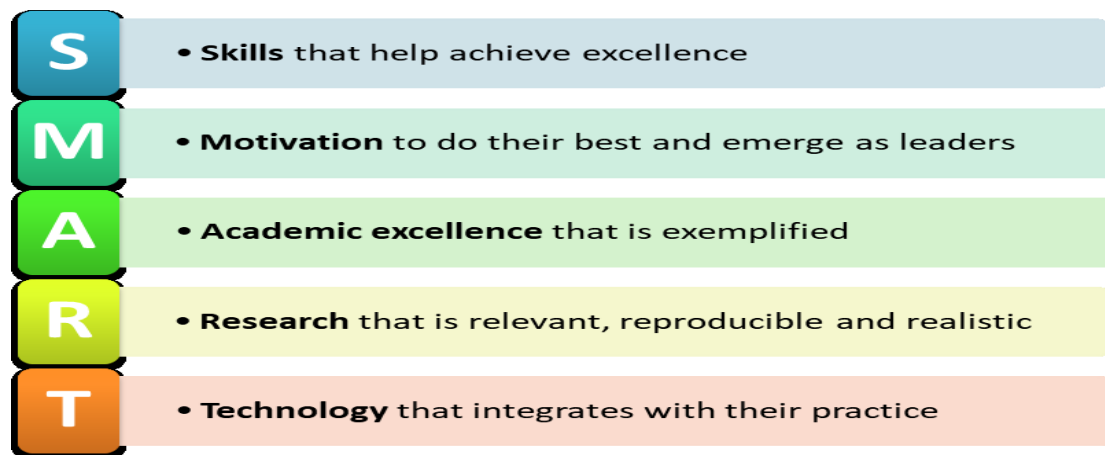 S
• Skills that help achieve excellence
M
• Motivation to do their best and emerge as leaders
A
• Academic excellence that is exemplified
R
• Research that is relevant, reproducible and realistic
T
• Technology that integrates with their practice